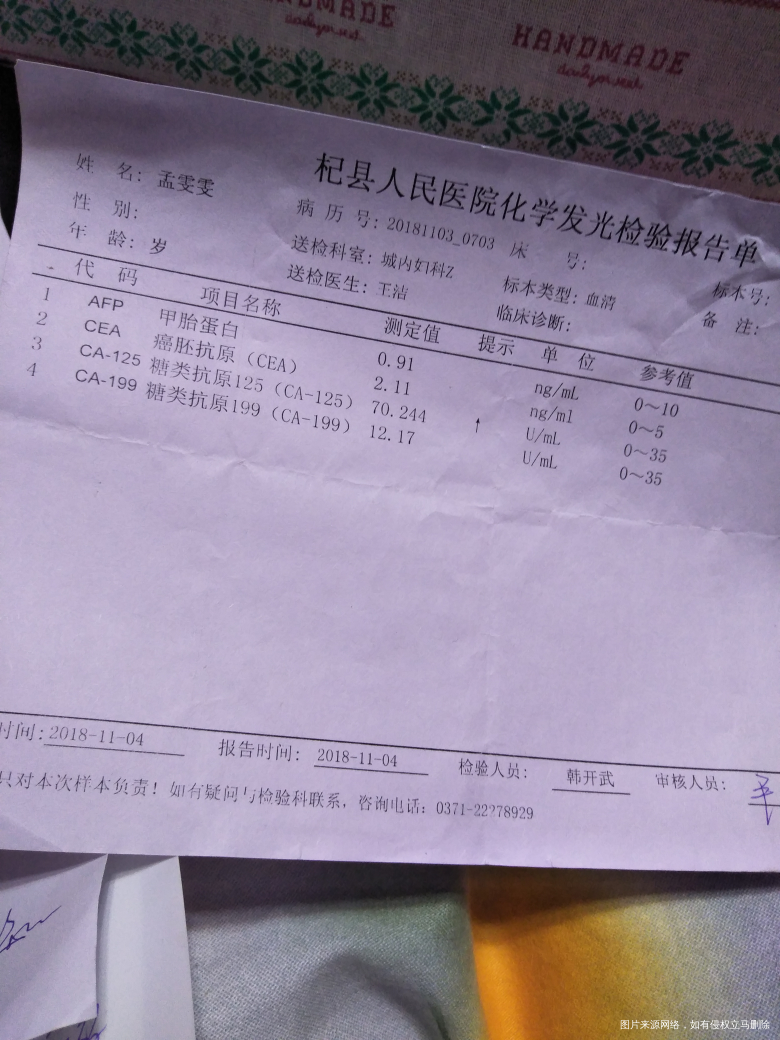 HANDMADE
HANDMADE
杞县人民医院化学发光检验报告单
姓 名: 孟雯雯
病 历 号: 20181103_0703 床 号:
标本号:
性 别:
送检科室: 城内妇科Z
标本类型: 血清
备 注:
年 龄: 岁
送检医生: 王洁
临床诊断:
代 码 项目名称 测定值 提示 单 位 参考值
1 AFP 甲胎蛋白 0.91 ng/mL 0～10
2 CEA 癌胚抗原(CEA) 2.11 ng/ml 0～5
3 CA-125 糖类抗原125(CA-125) 70.244 ↑ U/mL 0～35
4 CA-199 糖类抗原199(CA-199) 12.17 U/mL 0～35
时间: 2018-11-04 报告时间: 2018-11-04 检验人员: 韩开武 审核人员:
只对本次样本负责! 如有疑问与检验科联系, 咨询电话: 0371-22278929
图片来源网络，如有侵权立马删除